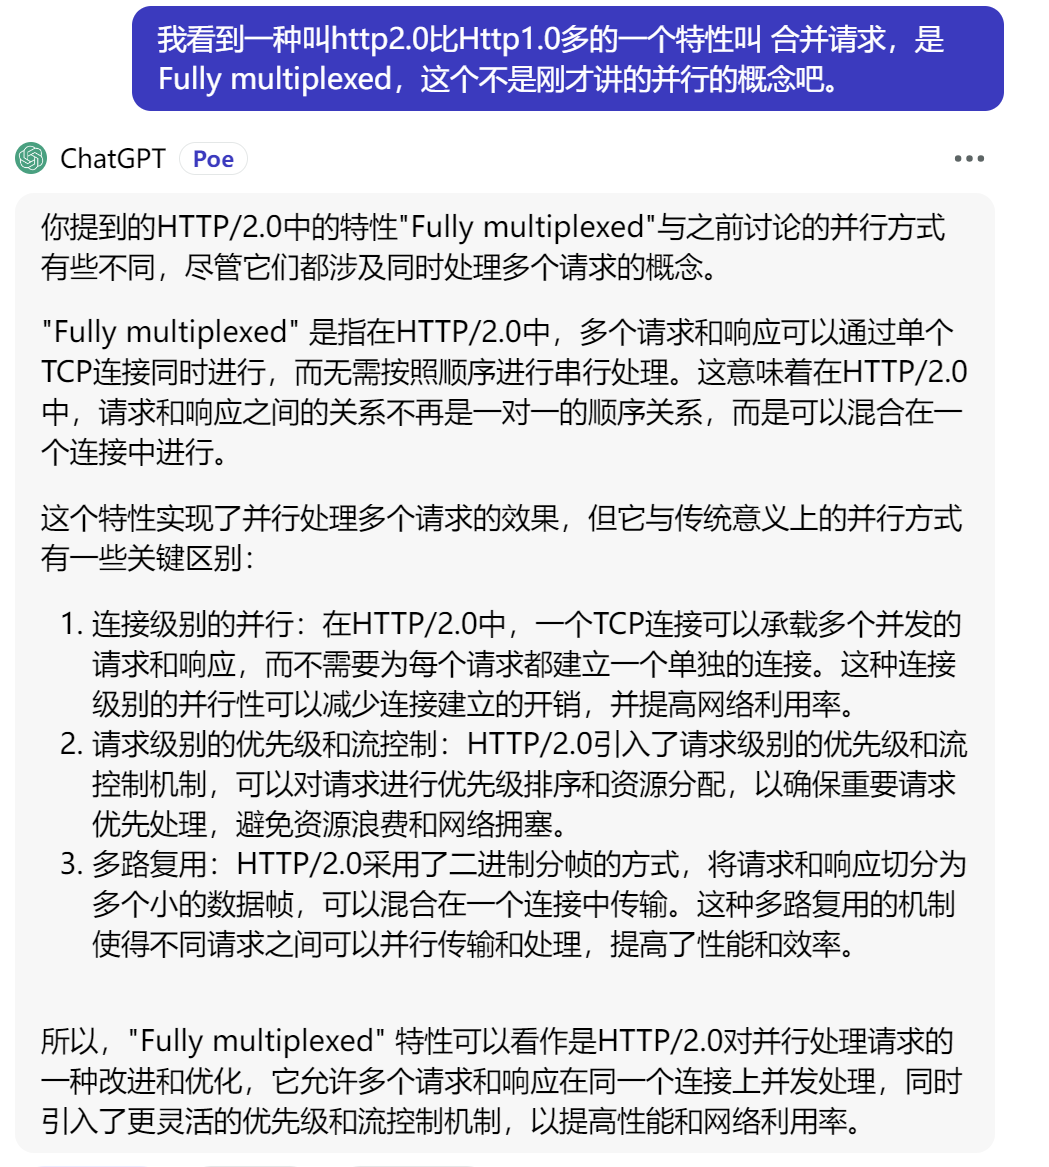 我看到一种叫http2.0比Http1.0多的一个特性叫 合并请求，是
Fully multiplexed，这个不是刚才讲的并行的概念吧。
ChatGPT Poe
你提到的HTTP/2.0中的特性"Fully multiplexed"与之前讨论的并行方式
有些不同，尽管它们都涉及同时处理多个请求的概念。
"Fully multiplexed" 是指在HTTP/2.0中，多个请求和响应可以通过单个
TCP连接同时进行，而无需按照顺序进行串行处理。这意味着在HTTP/2.0
中，请求和响应之间的关系不再是一对一的顺序关系，而是可以混合在一
个连接中进行。
这个特性实现了并行处理多个请求的效果，但它与传统意义上的并行方式
有一些关键区别：
1. 连接级别的并行：在HTTP/2.0中，一个TCP连接可以承载多个并发的
请求和响应，而不需要为每个请求都建立一个单独的连接。这种连接
级别的并行性可以减少连接建立的开销，并提高网络利用率。
2. 请求级别的优先级和流控制：HTTP/2.0引入了请求级别的优先级和流
控制机制，可以对请求进行优先级排序和资源分配，以确保重要请求
优先处理，避免资源浪费和网络拥塞。
3. 多路复用：HTTP/2.0采用了二进制分帧的方式，将请求和响应切分为
多个小的数据帧，可以混合在一个连接中传输。这种多路复用的机制
使得不同请求之间可以并行传输和处理，提高了性能和效率。
所以，"Fully multiplexed" 特性可以看作是HTTP/2.0对并行处理请求的
一种改进和优化，它允许多个请求和响应在同一个连接上并发处理，同时
引入了更灵活的优先级和流控制机制，以提高性能和网络利用率。